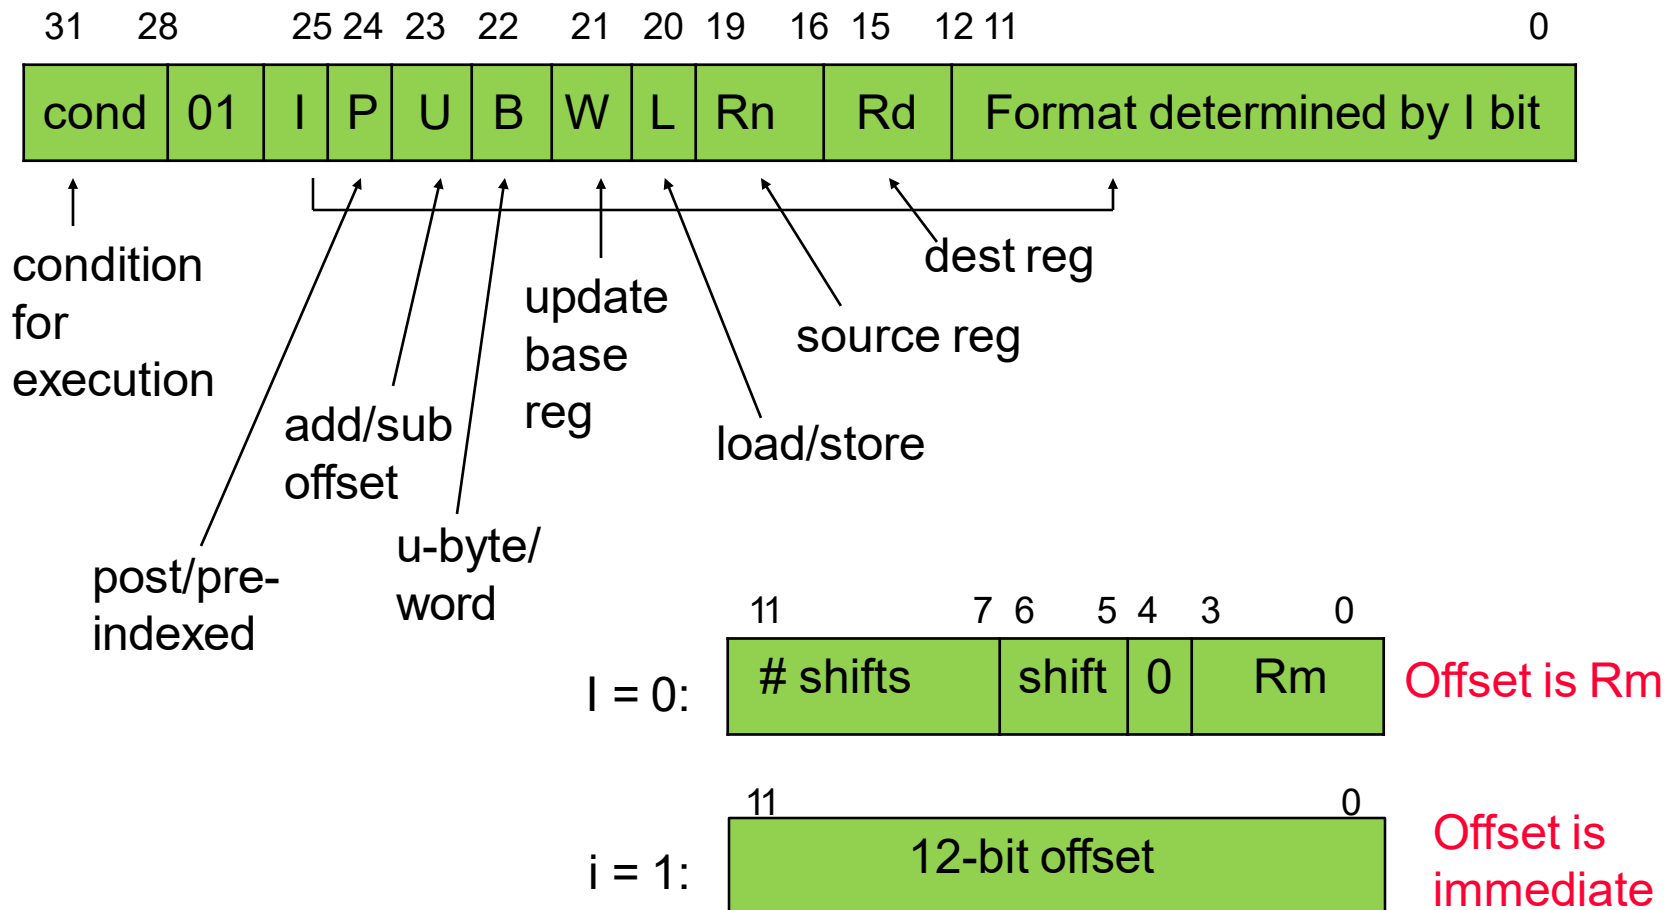 31 28 25 24 23 22 21 20 19 16 15 12 11 0
cond 01 I P U B W L Rn Rd Format determined by I bit
condition
for
execution
dest reg
update
base
reg
source reg
add/sub
offset
load/store
u-byte/
word
post/pre-
indexed
11 7 6 5 4 3 0
I = 0: # shifts shift 0 Rm Offset is Rm
11 0
i = 1: 12-bit offset Offset is
immediate